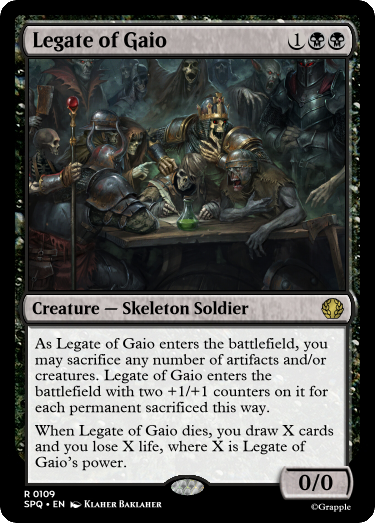 Legate of Gaio 1
Creature — Skeleton Soldier
As Legate of Gaio enters the battlefield, you
may sacrifice any number of artifacts and/or
creatures. Legate of Gaio enters the
battlefield with two +1/+1 counters on it for
each permanent sacrificed this way.
When Legate of Gaio dies, you draw X cards
and you lose X life, where X is Legate of
Gaio's power.
0/0
R 0109
SPQ • EN Klaher Baklaher
©Grapple